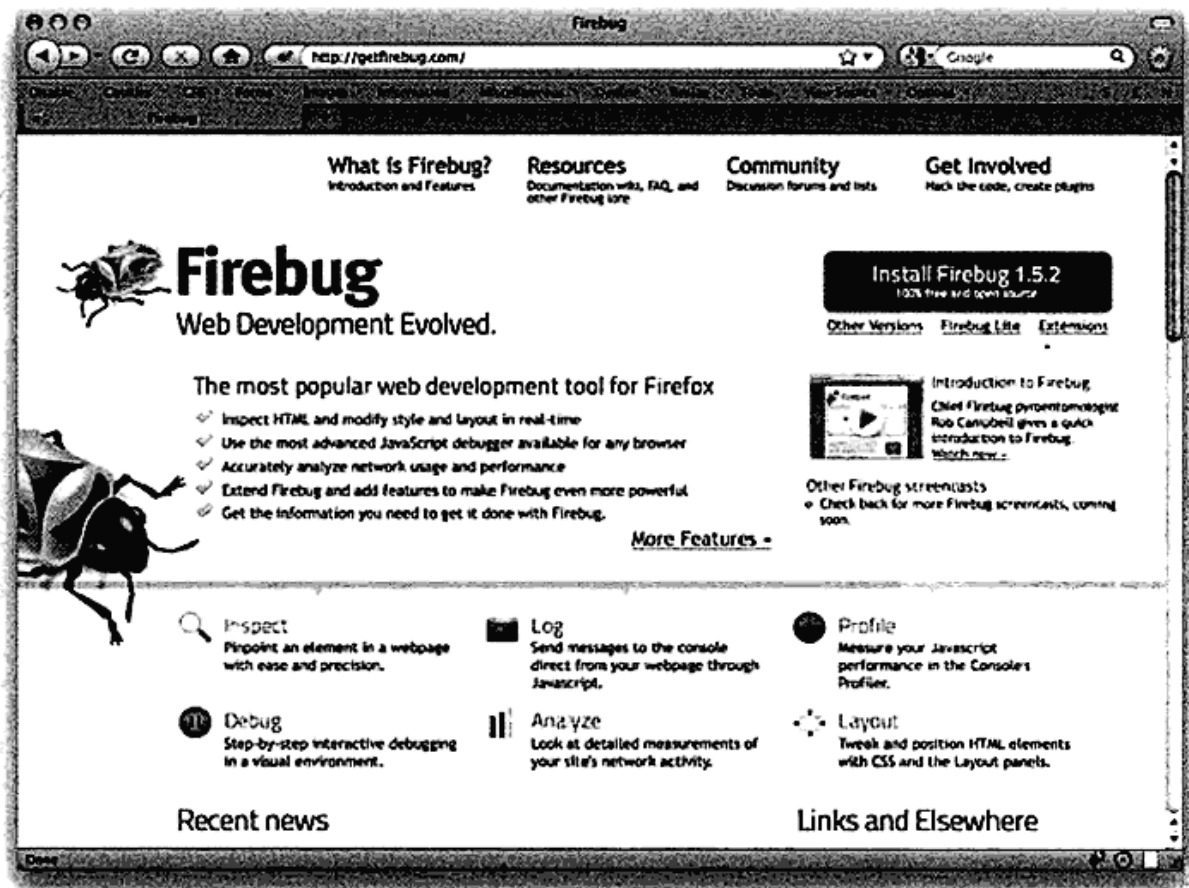 Firebug
http://getfirebug.com/
Google
Firebug
What is Firebug?
Introduction and Features
Resources
Documentation wiki, FAQ, and
other Firebug lore
Community
Discussion forums and lists
Get Involved
Hack the code, create plugins
Firebug
Web Development Evolved.
Install Firebug 1.5.2
100% free and open source
Other Versions Firebug Lite Extensions
The most popular web development tool for Firefox
Inspect HTML and modify style and layout in real-time
Use the most advanced JavaScript debugger available for any browser
Accurately analyze network usage and performance
Extend Firebug and add features to make Firebug even more powerful
Get the information you need to get it done with Firebug.
More Features »
Introduction to Firebug
Chief Firebug pyroentomologist
Rob Campbell gives a quick
introduction to Firebug.
Watch now »
Other Firebug screencasts
Check back for more Firebug screencasts, coming
soon.
Inspect
Pinpoint an element in a webpage
with ease and precision.
Log
Send messages to the console
direct from your webpage through
Javascript.
Profile
Measure your Javascript
performance in the Console's
Profiler.
Debug
Step-by-step interactive debugging
in a visual environment.
Analyze
Look at detailed measurements of
your site's network activity.
Layout
Tweak and position HTML elements
with CSS and the Layout panels.
Recent news
Links and Elsewhere
Done